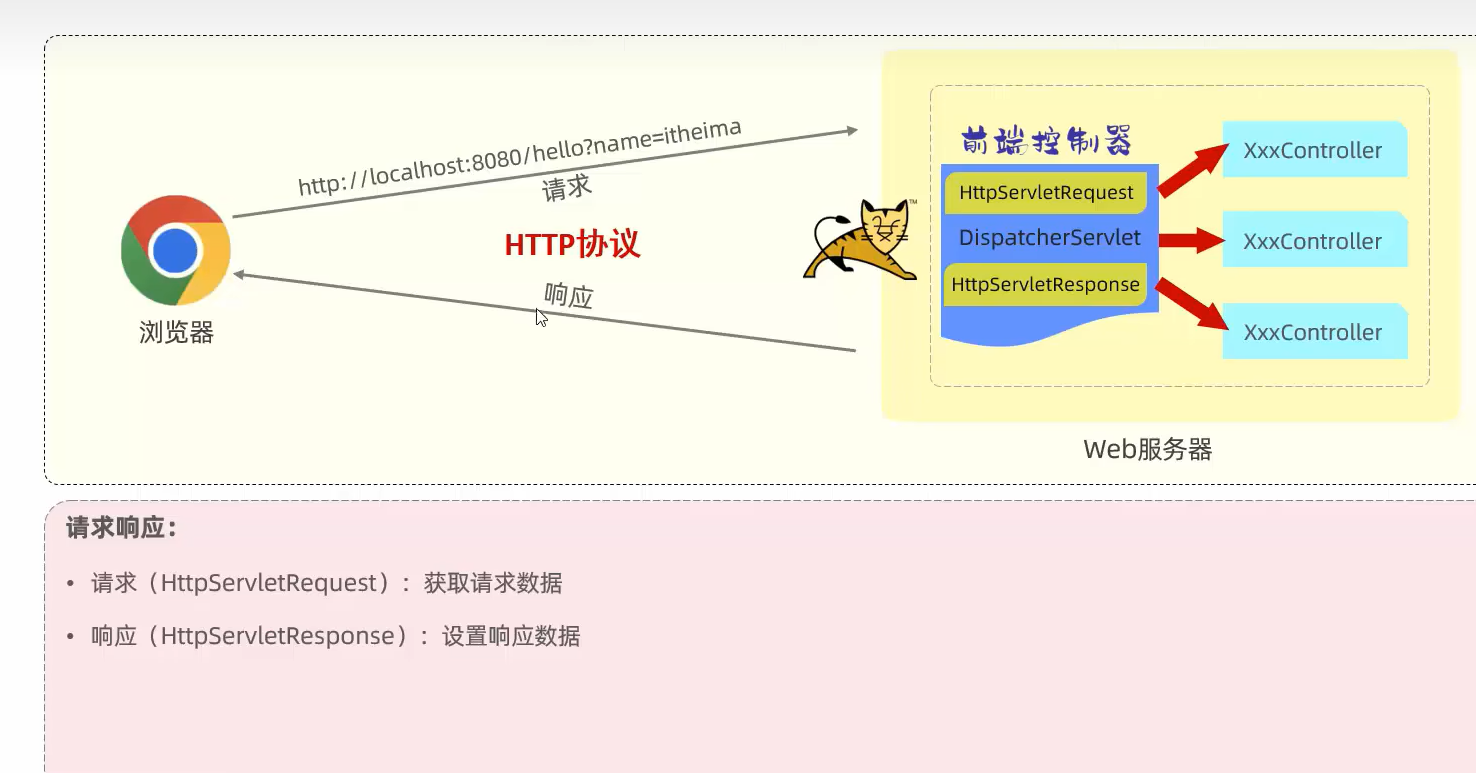 http://localhost:8080/hello?name=itheima
请求
HTTP协议
响应
浏览器
前端控制器
HttpServletRequest
DispatcherServlet
HttpServletResponse
XxxController
XxxController
XxxController
TM
Web服务器
请求响应：
• 请求（HttpServletRequest）：获取请求数据
• 响应（HttpServletResponse）：设置响应数据